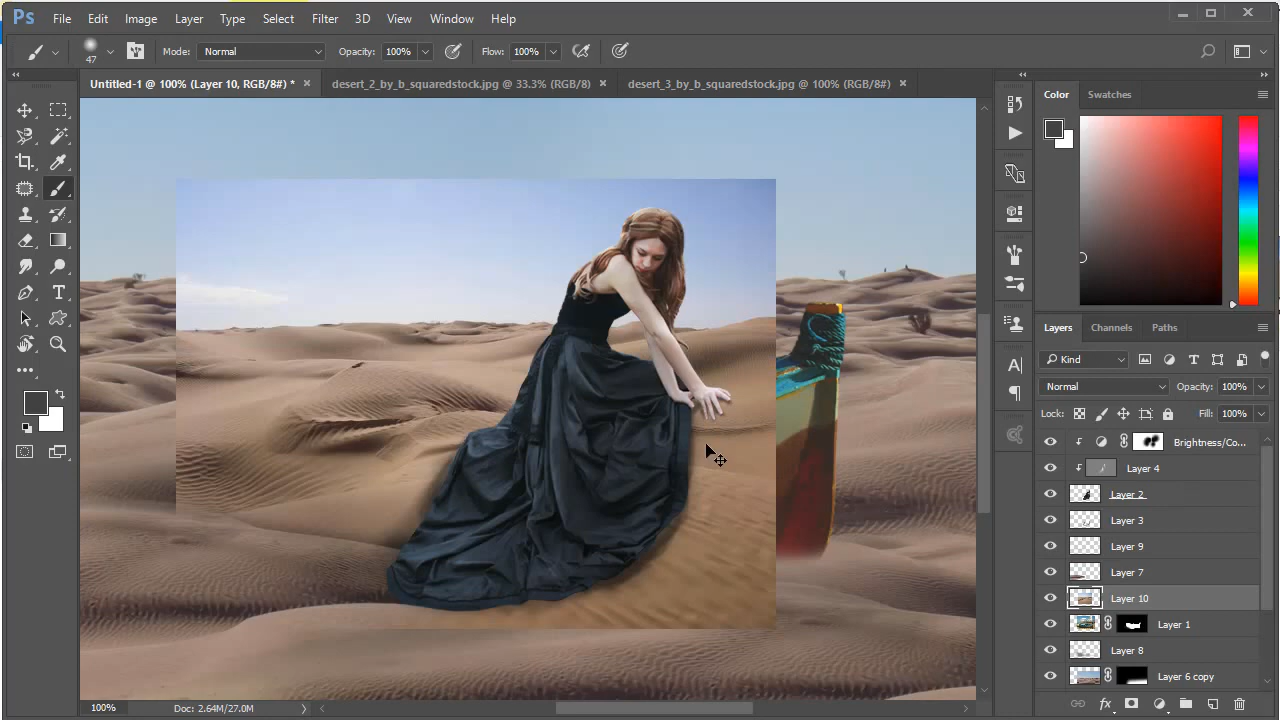 Ps File Edit Image Layer Type Select Filter 3D View Window Help
47 Mode: Normal Opacity: 100% Flow: 100%
Untitled-1 @ 100% (Layer 10, RGB/8#) * × desert_2_by_b_squaredstock.jpg @ 33.3% (RGB/8) × desert_3_by_b_squaredstock.jpg @ 100% (RGB/8#) ×
Color Swatches
Layers Channels Paths
Kind
Normal Opacity: 100%
Lock: Fill: 100%
Brightness/Co...
Layer 4
Layer 2
Layer 3
Layer 9
Layer 7
Layer 10
Layer 1
Layer 8
Layer 6 copy
100% Doc: 2.64M/27.0M